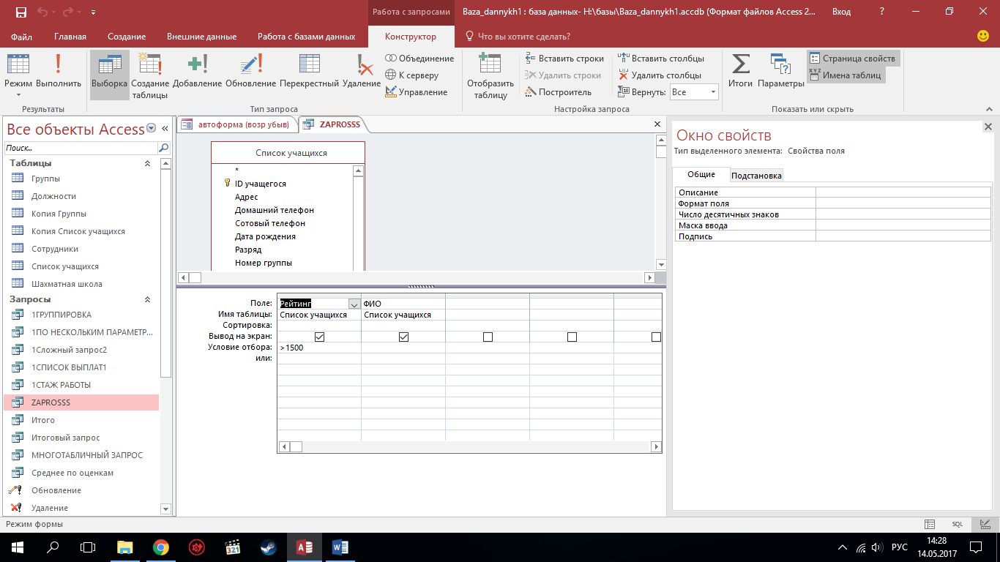 Работа с запросами
Baza_dannykh1 : база данных- H:\базы\Baza_dannykh1.accdb (Формат файлов Access 2...
Вход
?
Файл
Главная
Создание
Внешние данные
Работа с базами данных
Конструктор
Что вы хотите сделать?
Режим
Выполнить
Результаты
Выборка
Создание таблицы
Добавление
Обновление
Перекрестный
Удаление
Объединение
К серверу
Управление
Тип запроса
Отобразить таблицу
Вставить строки
Удалить строки
Построитель
Вставить столбцы
Удалить столбцы
Вернуть: Все
Настройка запроса
Итоги
Параметры
Страница свойств
XYZ Имена таблиц
Показать или скрыть
Все объекты Access
Поиск...
Таблицы
Группы
Должности
Копия Группы
Копия Список учащихся
Сотрудники
Список учащихся
Шахматная школа
Запросы
1ГРУППИРОВКА
1ПО НЕСКОЛЬКИМ ПАРАМЕТР...
1Сложный запрос2
1СПИСОК ВЫПЛАТ1
1СТАЖ РАБОТЫ
ZAPROSSS
Итого
Итоговый запрос
МНОГОТАБЛИЧНЫЙ ЗАПРОС
Среднее по оценкам
Обновление
Удаление
автоформа (возр убыв)
ZAPROSSS
Список учащихся
*
ID учащегося
Адрес
Домашний телефон
Сотовый телефон
Дата рождения
Разряд
Номер группы
Поле: Рейтинг ФИО
Имя таблицы: Список учащихся Список учащихся
Сортировка:
Вывод на экран:
Условие отбора: >1500
или:
Окно свойств
Тип выделенного элемента: Свойства поля
Общие
Подстановка
Описание
Формат поля
Число десятичных знаков
Маска ввода
Подпись
Режим формы
SQL
321
РУС
14:28
14.05.2017